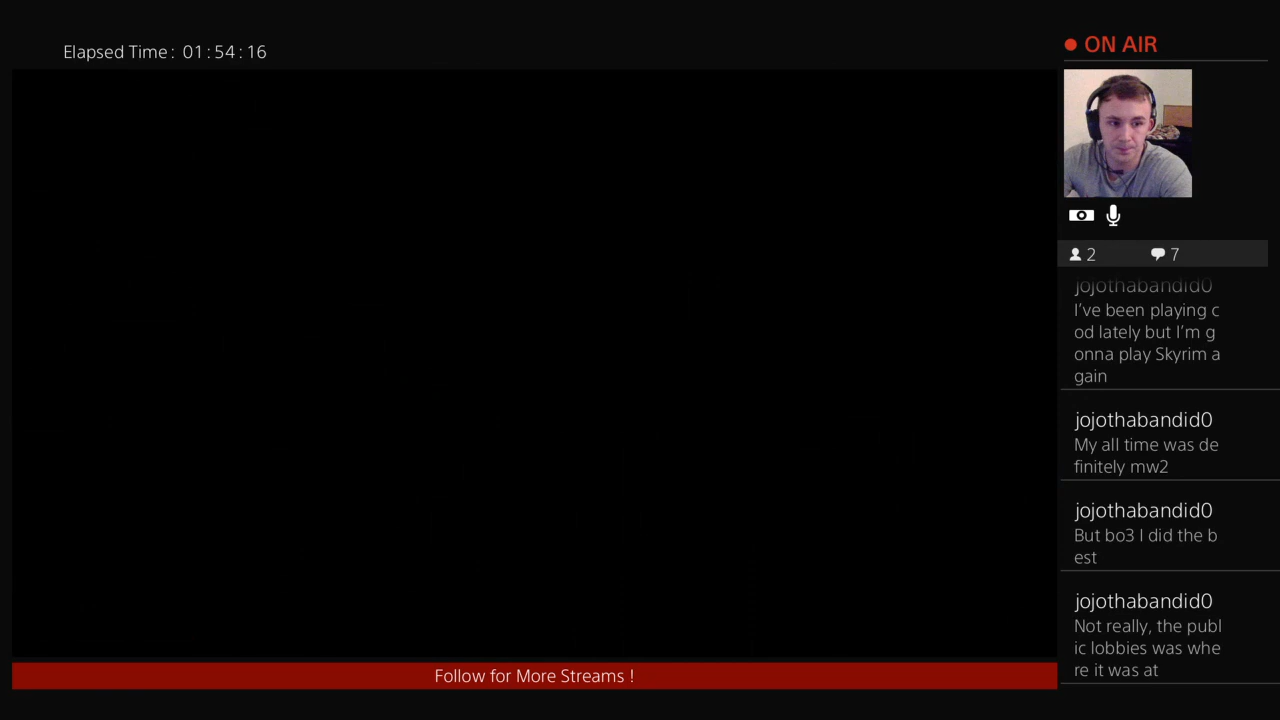 Elapsed Time: 01:54:16
ON AIR
2 7
jojothabandid0
I've been playing c
od lately but I'm g
onna play Skyrim a
gain
jojothabandid0
My all time was de
finitely mw2
jojothabandid0
But bo3 I did the b
est
jojothabandid0
Not really, the publ
ic lobbies was whe
re it was at
Follow for More Streams !